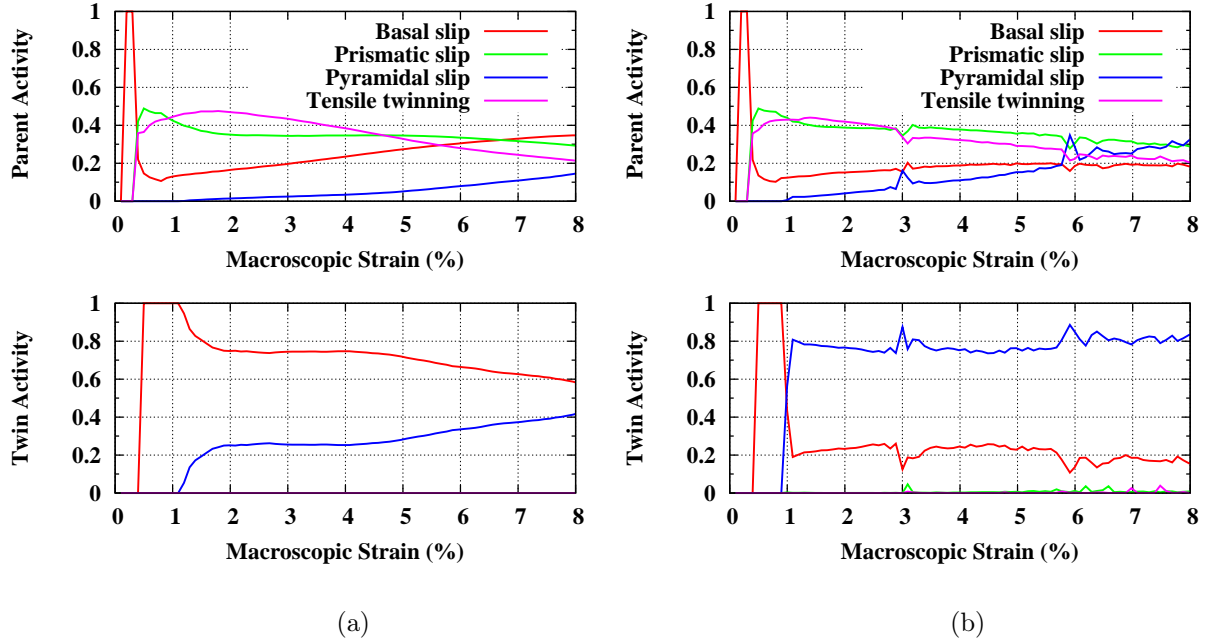 Parent Activity
1
0.8
0.6
0.4
0.2
0
Basal slip
Prismatic slip
Pyramidal slip
Tensile twinning
0 1 2 3 4 5 6 7 8
Macroscopic Strain (%)
Parent Activity
1
0.8
0.6
0.4
0.2
0
Basal slip
Prismatic slip
Pyramidal slip
Tensile twinning
0 1 2 3 4 5 6 7 8
Macroscopic Strain (%)
Twin Activity
1
0.8
0.6
0.4
0.2
0
0 1 2 3 4 5 6 7 8
Macroscopic Strain (%)
Twin Activity
1
0.8
0.6
0.4
0.2
0
0 1 2 3 4 5 6 7 8
Macroscopic Strain (%)
(a)
(b)